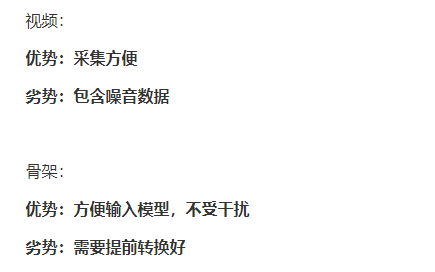 视频：
优势：采集方便
劣势：包含噪音数据
骨架：
优势：方便输入模型，不受干扰
劣势：需要提前转换好